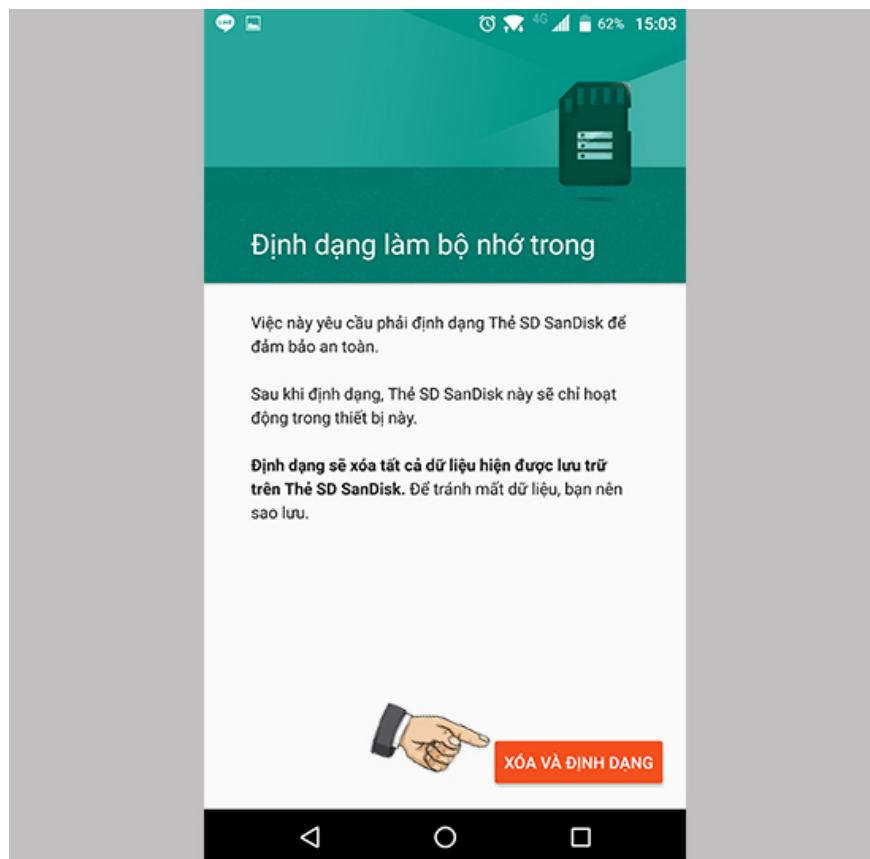 LINE
4G 62% 15:03
Định dạng làm bộ nhớ trong
Việc này yêu cầu phải định dạng Thẻ SD SanDisk để
đảm bảo an toàn.
Sau khi định dạng, Thẻ SD SanDisk này sẽ chỉ hoạt
động trong thiết bị này.
Định dạng sẽ xóa tất cả dữ liệu hiện được lưu trữ
trên Thẻ SD SanDisk. Để tránh mất dữ liệu, bạn nên
sao lưu.
XÓA VÀ ĐỊNH DẠNG